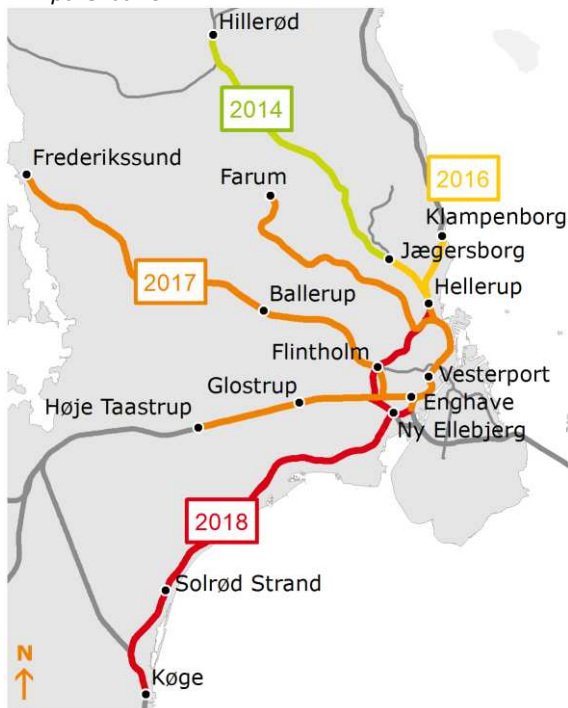 Hillerød
2014
Frederikssund
Farum
2016
Klampenborg
Jægersborg
2017
Hellerup
Ballerup
Flintholm
Vesterport
Glostrup
Enghave
Høje Taastrup
Ny Ellebjerg
2018
Solrød Strand
N
Køge